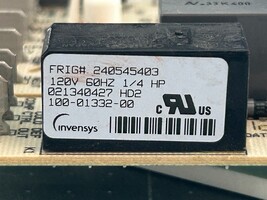 FRIG# 240545403
120V 60HZ 1/4 HP
021340427 HD2
100-01332-00
C US
invensys